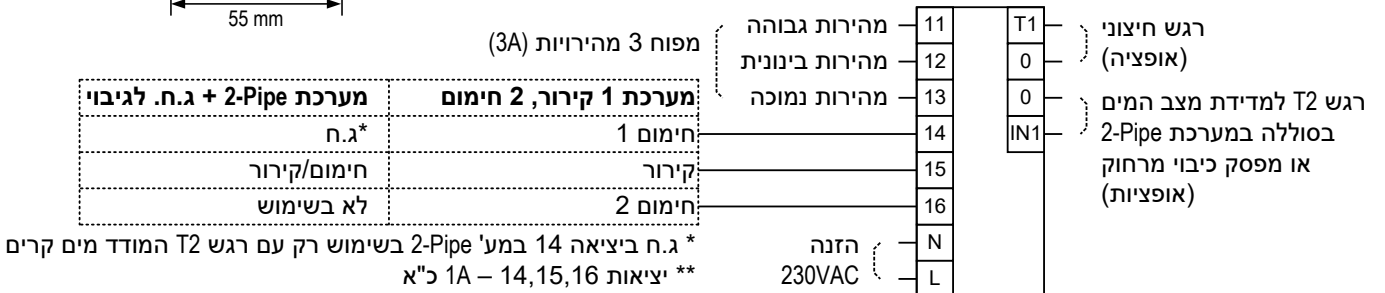 55 mm
מפוח 3 מהירויות (3A)
מהירות גבוהה
מהירות בינונית
מהירות נמוכה
11
12
13
14
15
16
N
L
T1
0
0
IN1
רגש חיצוני
(אופציה)
רגש T2 למדידת מצב המים
בסוללה במערכת 2-Pipe
או מפסק כיבוי מרחוק
(אופציות)
מערכת 1 קירור, 2 חימום
מערכת 2-Pipe + ג.ח. לגיבוי
חימום 1
*ג.ח
קירור
חימום/קירור
חימום 2
לא בשימוש
הזנה
230VAC
* ג.ח ביציאה 14 במע' 2-Pipe בשימוש רק עם רגש T2 המודד מים קרים
** יציאות 14,15,16 – 1A כ"א